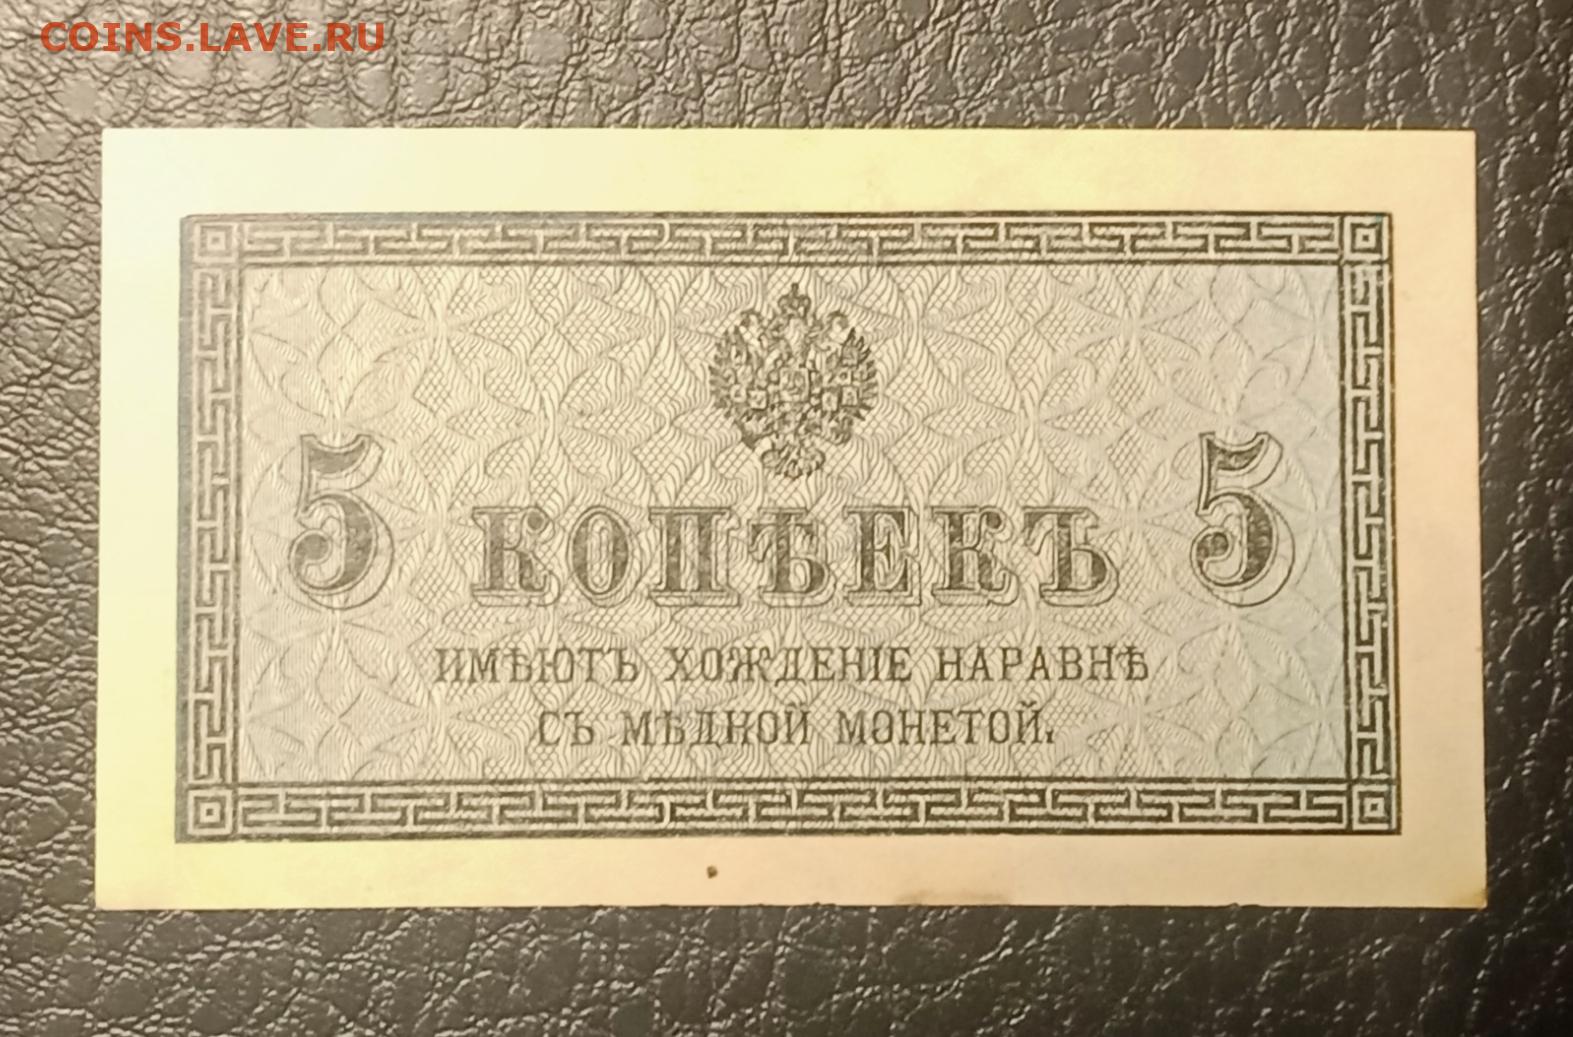 COINS.LAVE.RU
5 КОПѢЕКЪ 5
ИМѢЮТЪ ХОЖДЕНІЕ НАРАВНѢ
СЪ МѢДНОЙ МОНЕТОЙ.